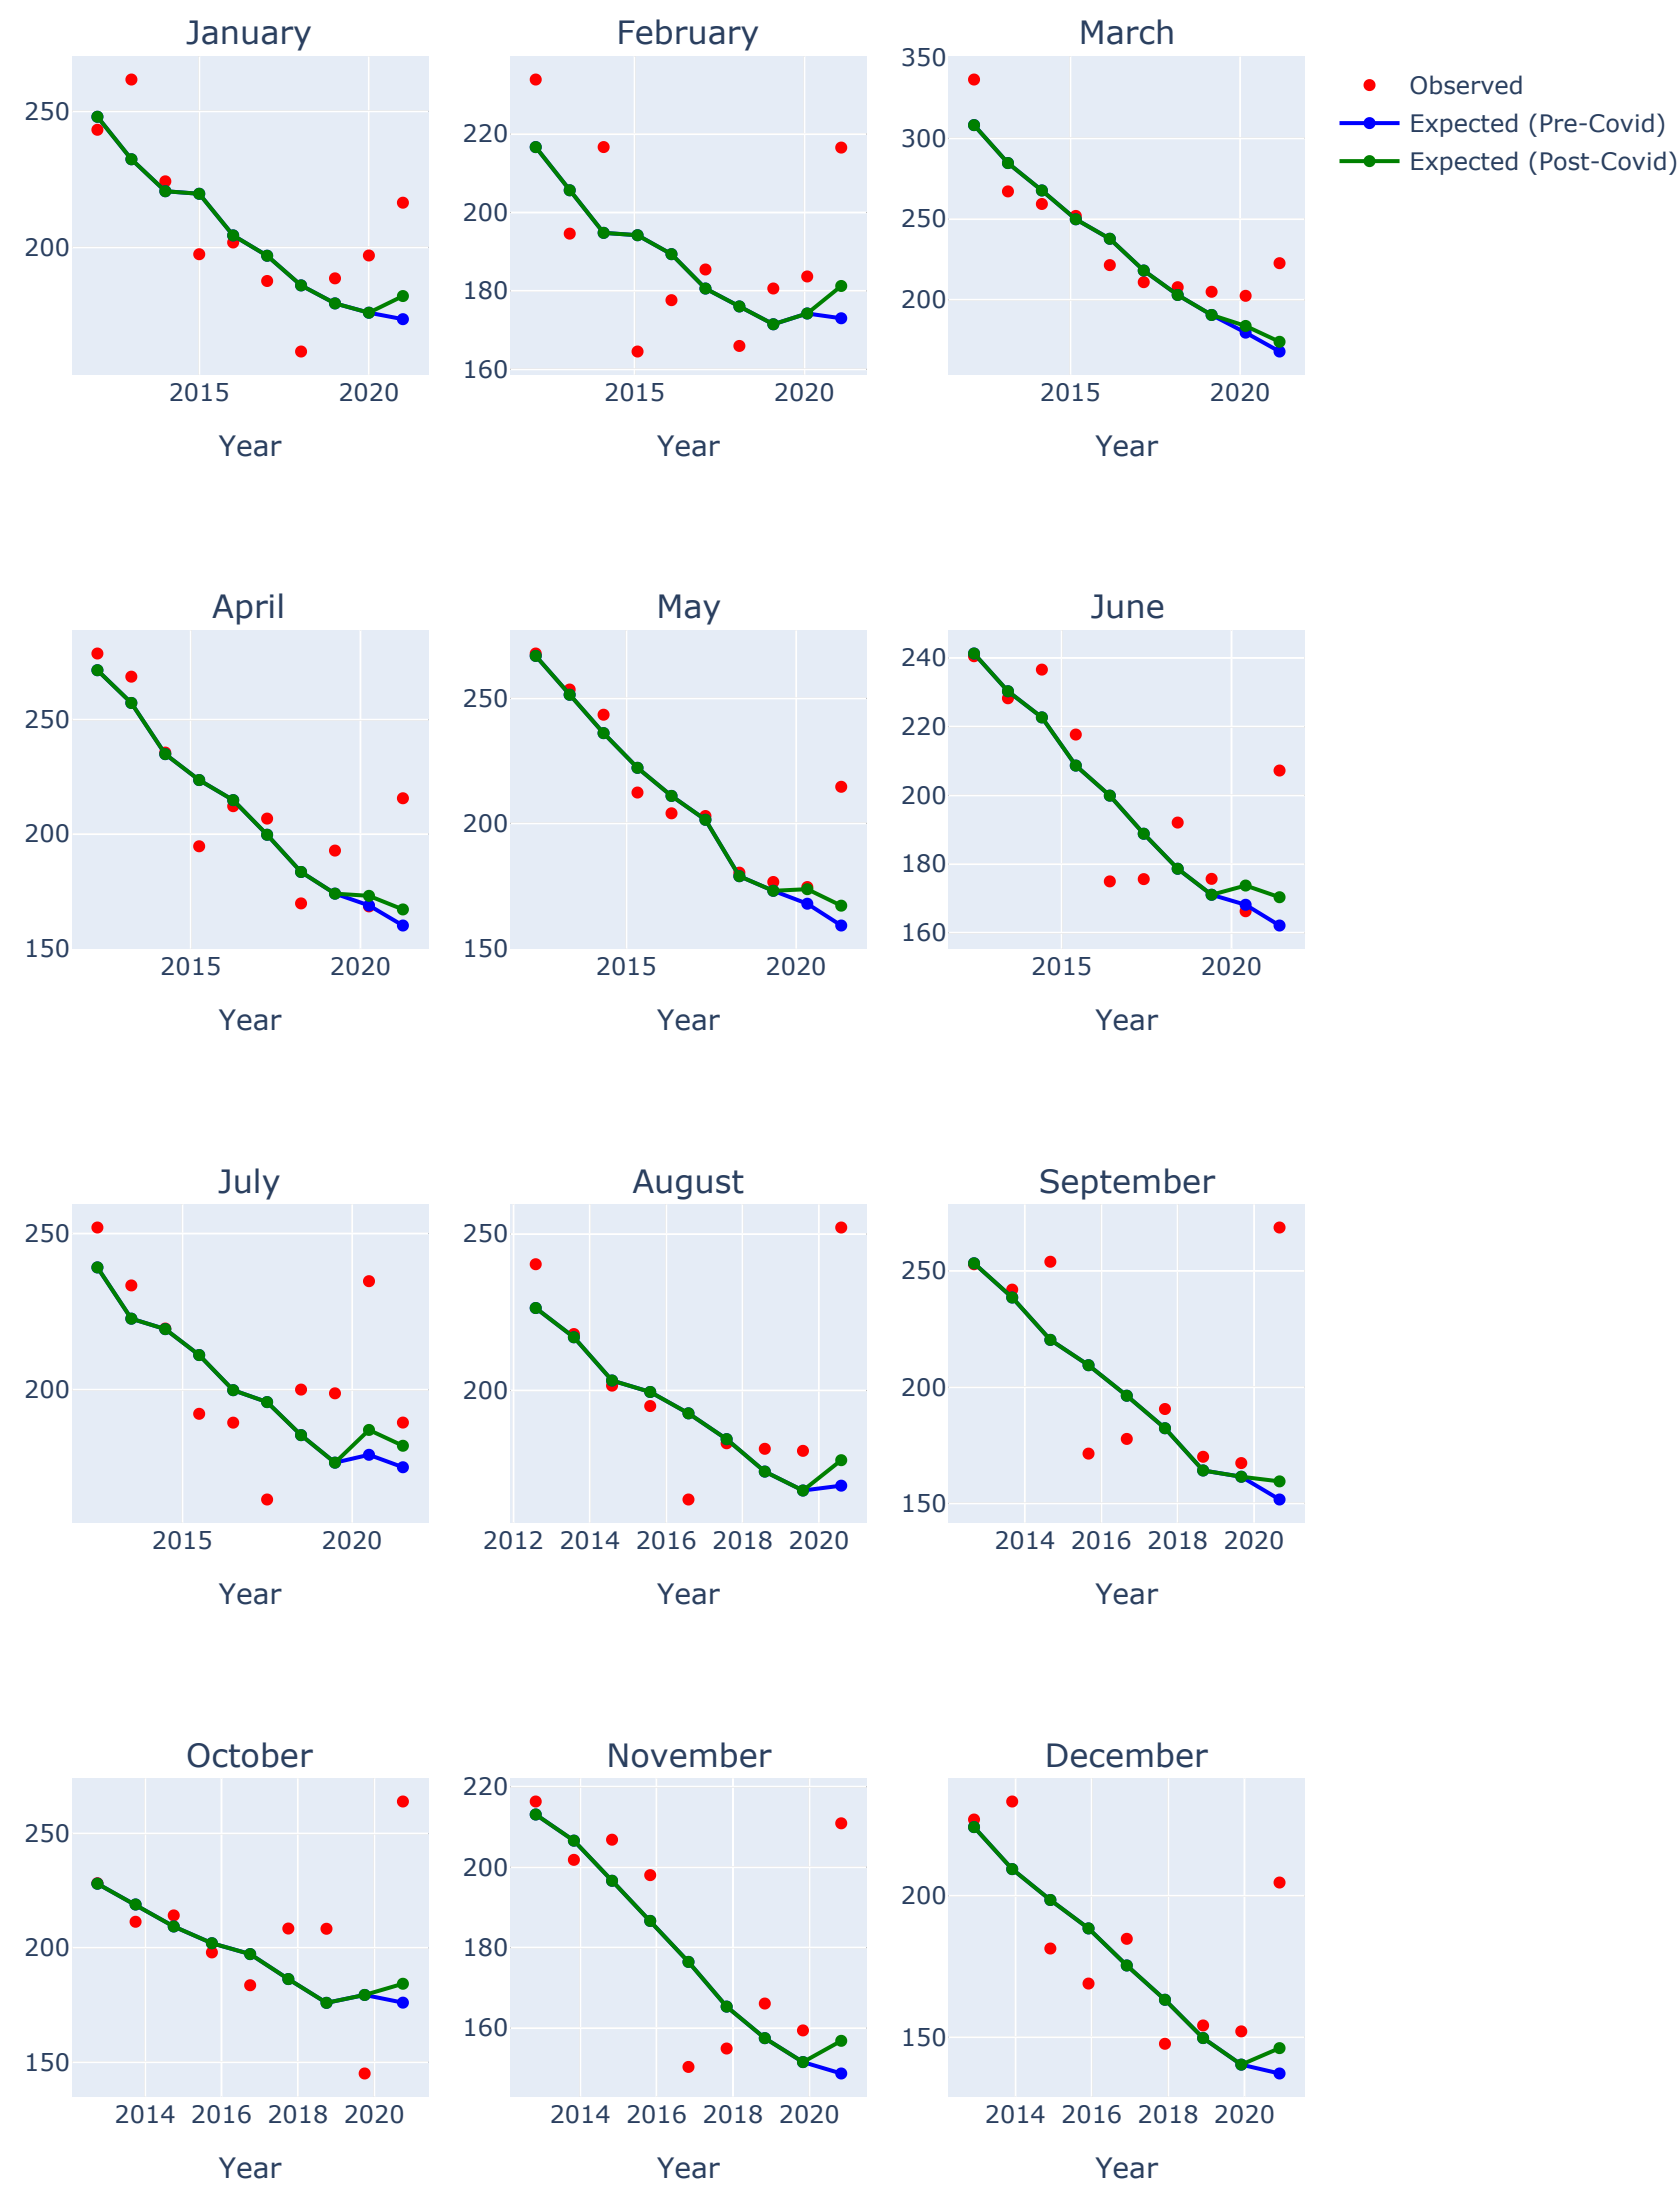 January
February
March
250
200
2015
2020
Year
220
200
180
160
2015
2020
Year
350
300
250
200
2015
2020
Year
Observed
Expected (Pre-Covid)
Expected (Post-Covid)
April
May
June
250
200
150
2015
2020
Year
250
200
150
2015
2020
Year
240
220
200
180
160
2015
2020
Year
July
August
September
250
200
2015
2020
Year
250
200
2012
2014
2016
2018
2020
Year
250
200
150
2014
2016
2018
2020
Year
October
November
December
250
200
150
2014
2016
2018
2020
Year
220
200
180
160
2014
2016
2018
2020
Year
200
150
2014
2016
2018
2020
Year